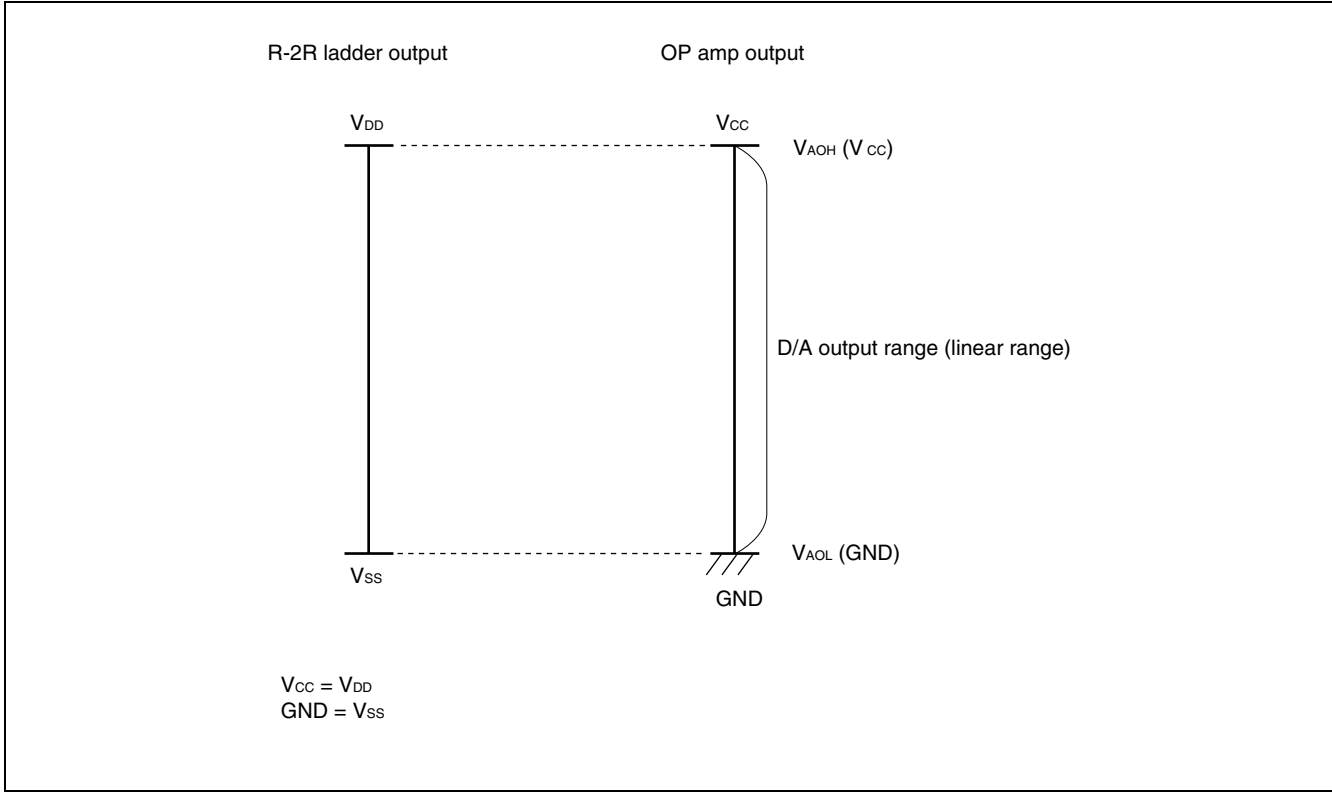 R-2R ladder output
OP amp output
VDD
VCC
VAOH (VCC)
D/A output range (linear range)
VSS
VAOL (GND)
GND
VCC = VDD
GND = VSS